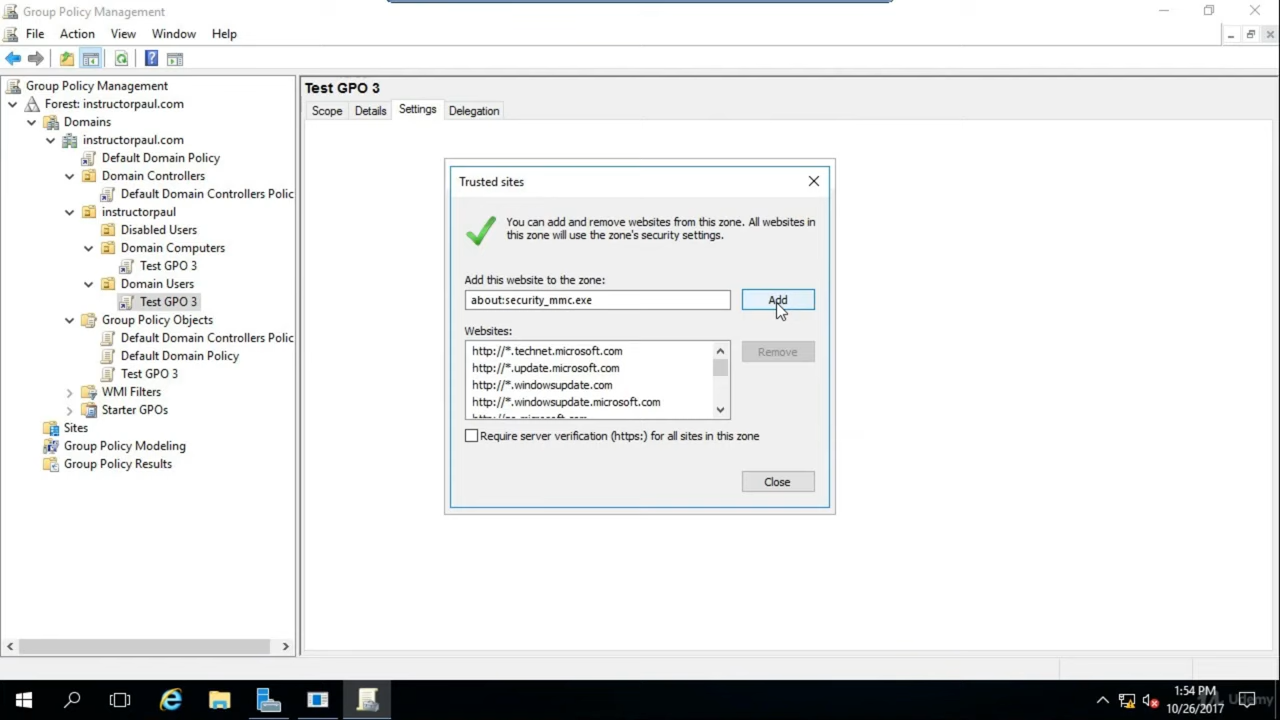 Group Policy Management
File Action View Window Help
Group Policy Management
Forest: instructorpaul.com
Domains
instructorpaul.com
Default Domain Policy
Domain Controllers
Default Domain Controllers Polic
instructorpaul
Disabled Users
Domain Computers
Test GPO 3
Domain Users
Test GPO 3
Group Policy Objects
Default Domain Controllers Polic
Default Domain Policy
Test GPO 3
WMI Filters
Starter GPOs
Sites
Group Policy Modeling
Group Policy Results
Test GPO 3
Scope Details Settings Delegation
Trusted sites
You can add and remove websites from this zone. All websites in
this zone will use the zone's security settings.
Add this website to the zone:
about:security_mmc.exe Add
Websites:
http://*.technet.microsoft.com
http://*.update.microsoft.com
http://*.windowsupdate.com
http://*.windowsupdate.microsoft.com
Remove
Require server verification (https:) for all sites in this zone
Close
1:54 PM
10/26/2017
Udemy